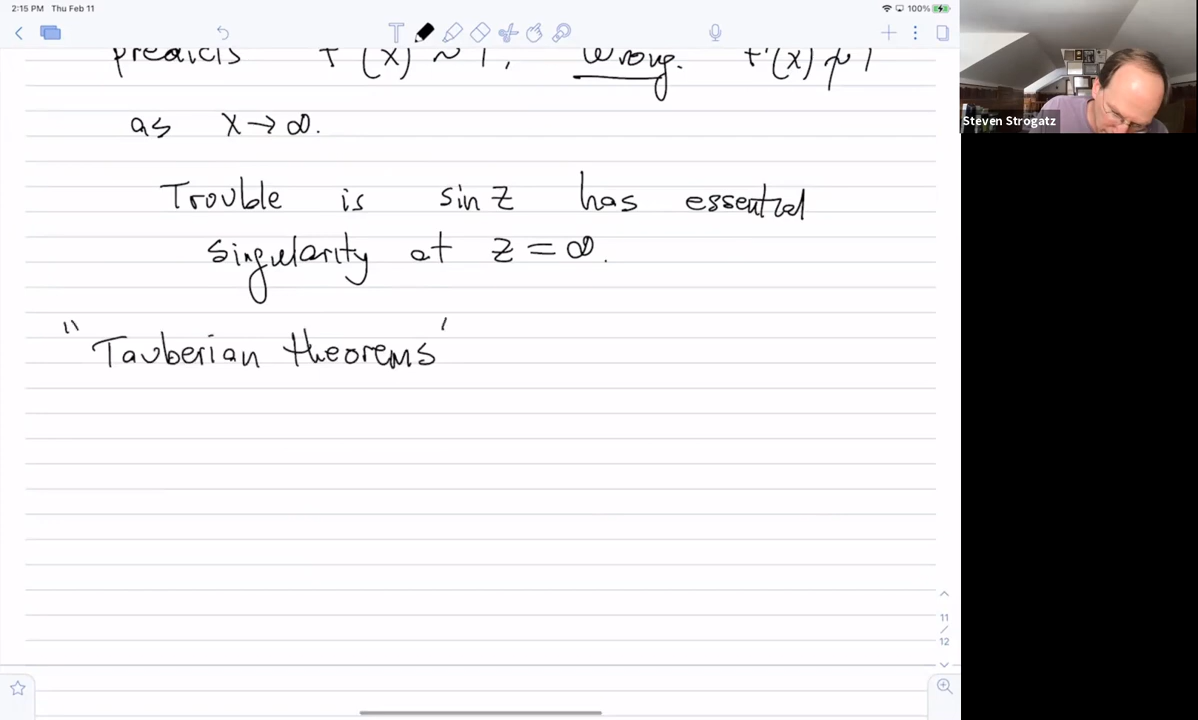 2:15 PM Thu Feb 11
100%
predicts f'(x) ~ 1, Wrong. f'(x) ≁ 1
as x → ∞.
Trouble is sin z has essential
singularity at z = ∞.
"Tauberian theorems"
Steven Strogatz
11
/
12